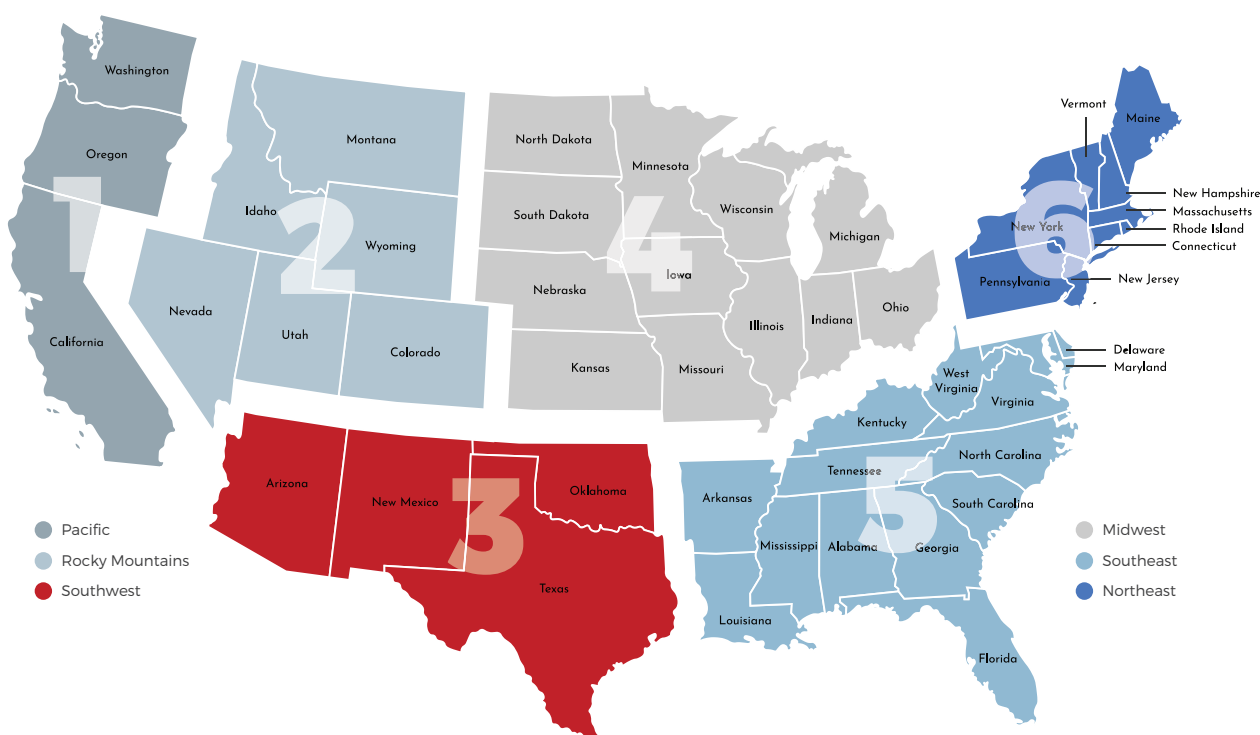 Washington
Oregon
California
1
Montana
Idaho
Wyoming
Nevada
Utah
Colorado
2
Arizona
New Mexico
Oklahoma
Texas
3
North Dakota
Minnesota
South Dakota
Wisconsin
Michigan
Nebraska
Iowa
Illinois
Indiana
Ohio
Kansas
Missouri
4
West
Virginia
Virginia
Delaware
Maryland
Kentucky
North Carolina
Tennessee
South Carolina
Arkansas
Mississippi
Alabama
Georgia
Louisiana
Florida
5
Vermont
Maine
New Hampshire
Massachusetts
Rhode Island
Connecticut
New York
New Jersey
Pennsylvania
6
Pacific
Rocky Mountains
Southwest
Midwest
Southeast
Northeast